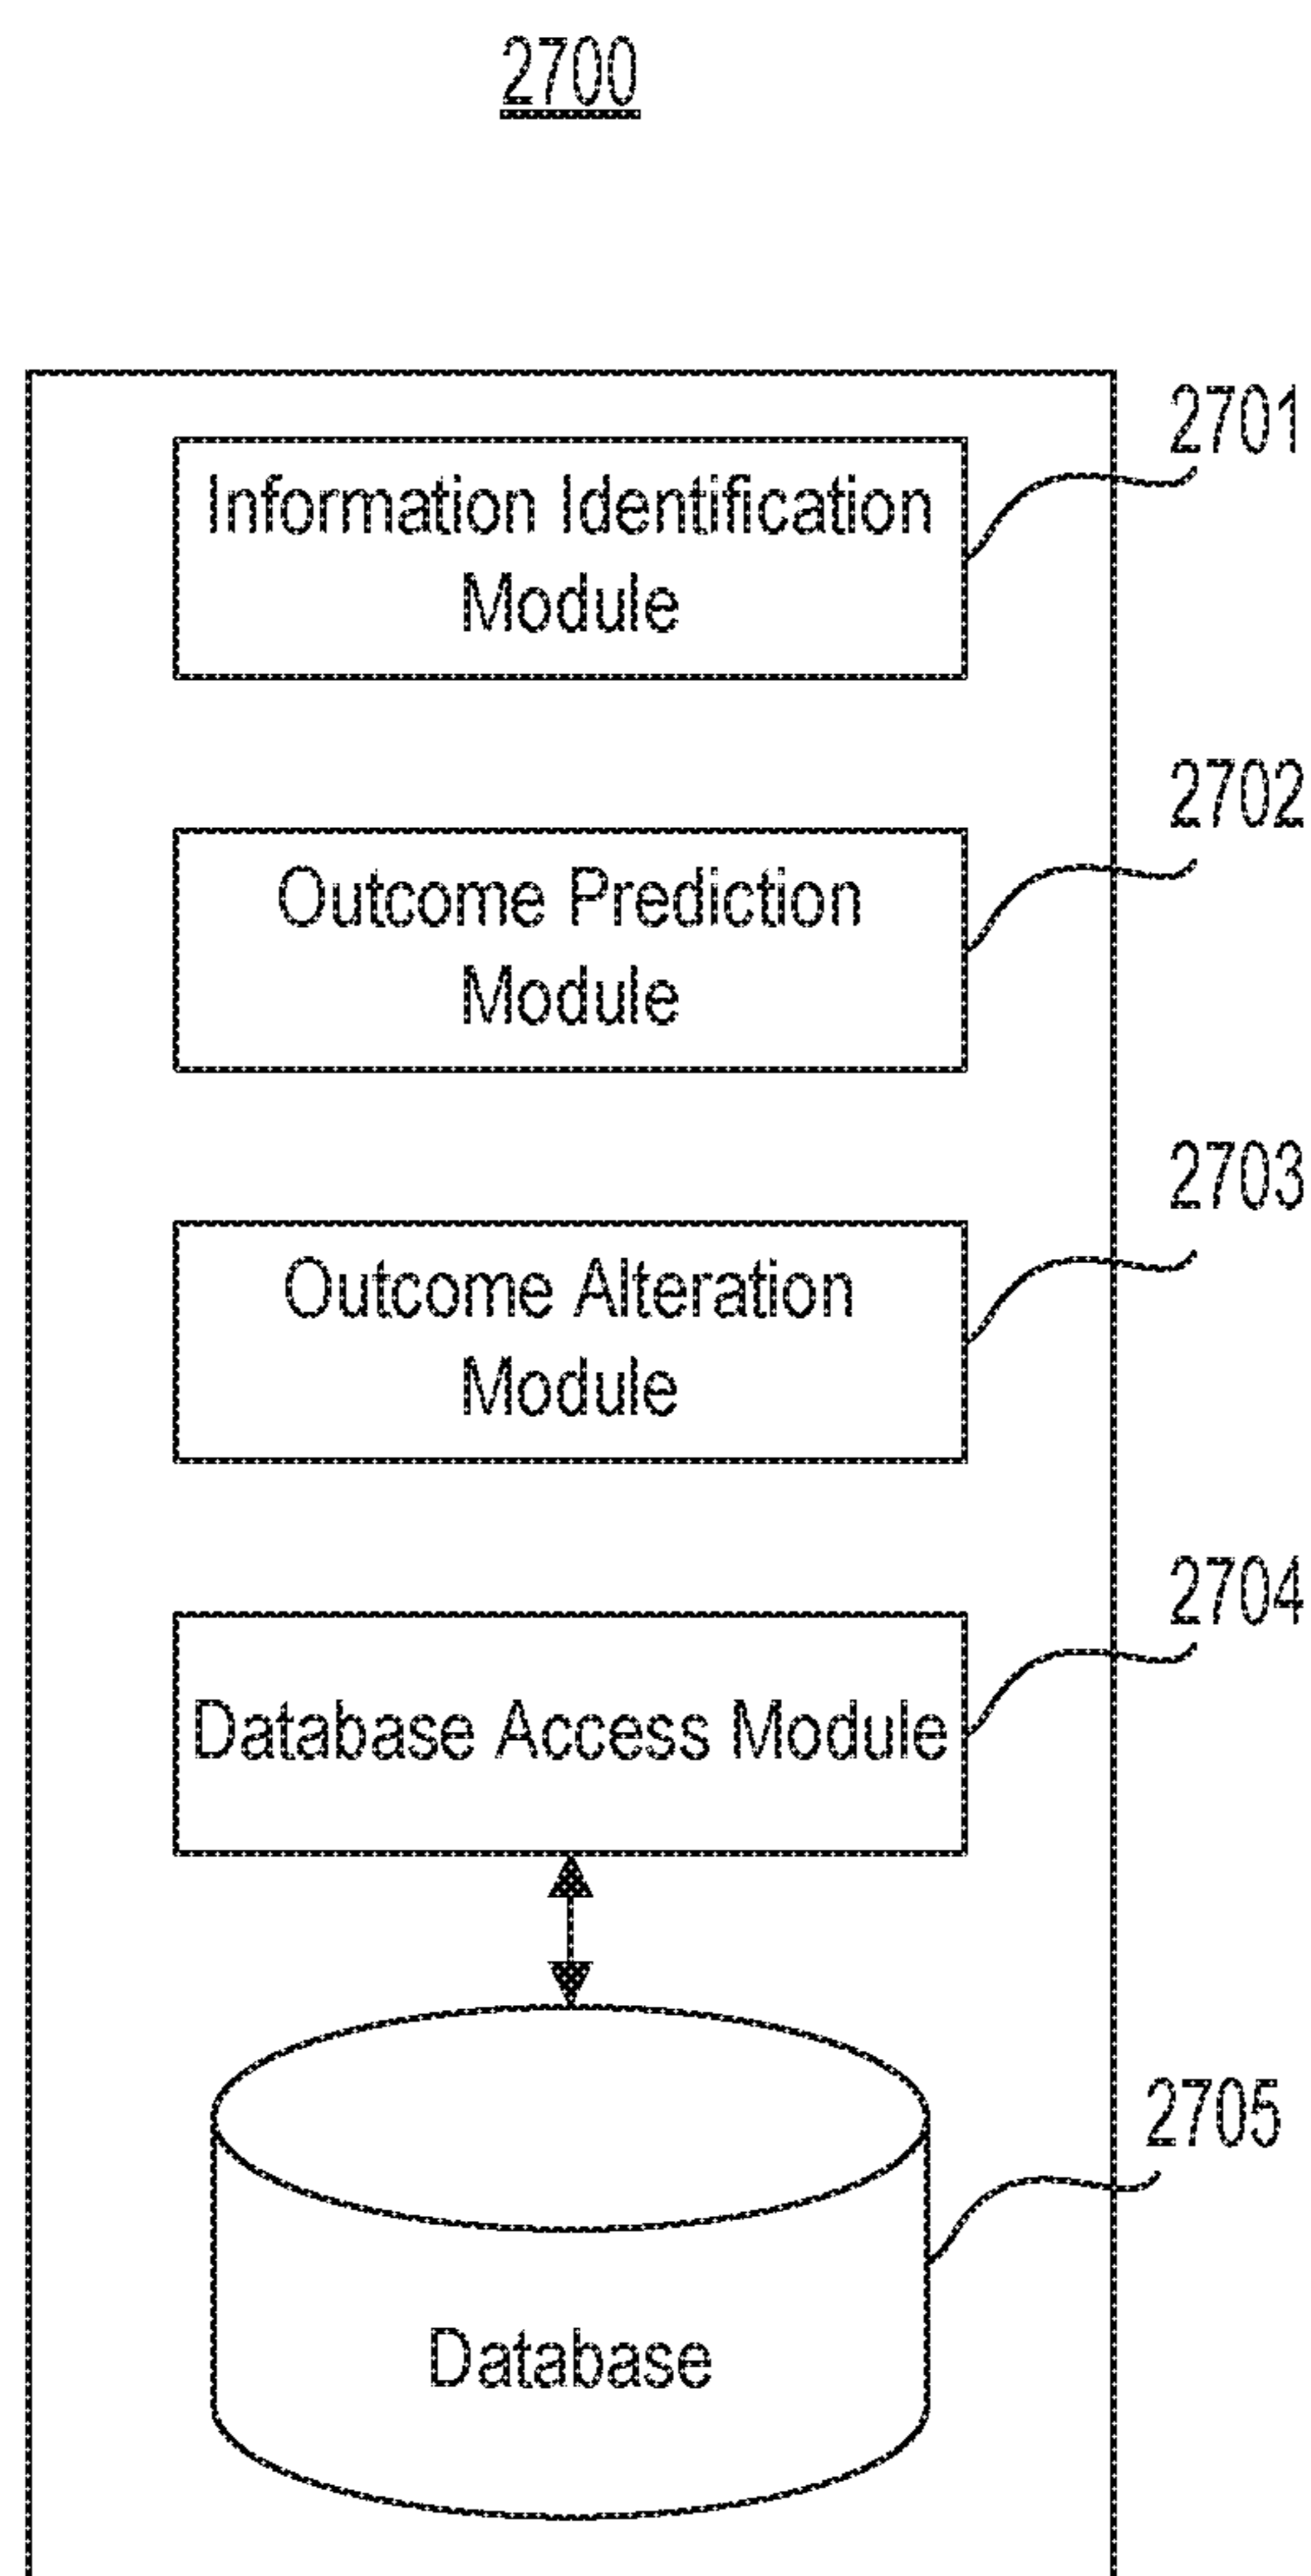 2700
2701
Information Identification
Module
2702
Outcome Prediction
Module
2703
Outcome Alteration
Module
2704
Database Access Module
2705
Database